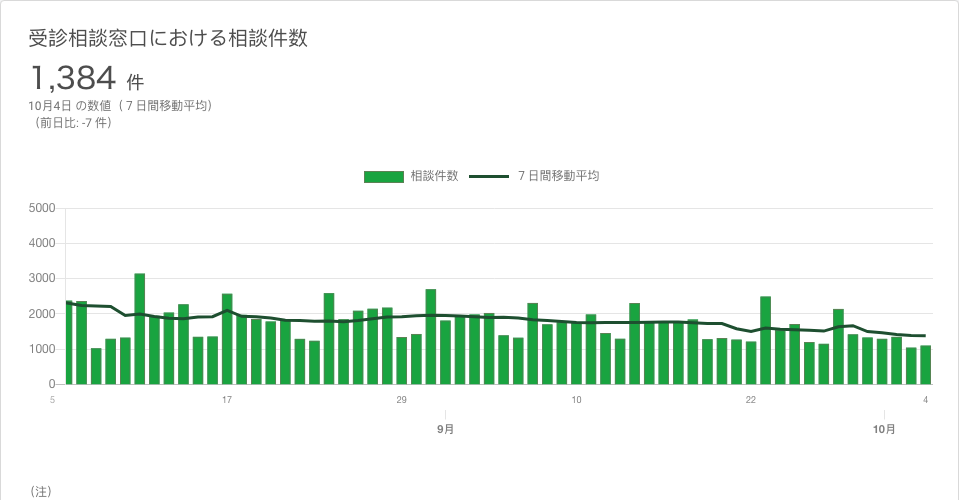 受診相談窓口における相談件数
1,384 件
10月4日 の数値（７日間移動平均）
（前日比: -7 件）
相談件数 ７日間移動平均
5000
4000
3000
2000
1000
0
5 17 29 10 22 4
9月 10月
（注）